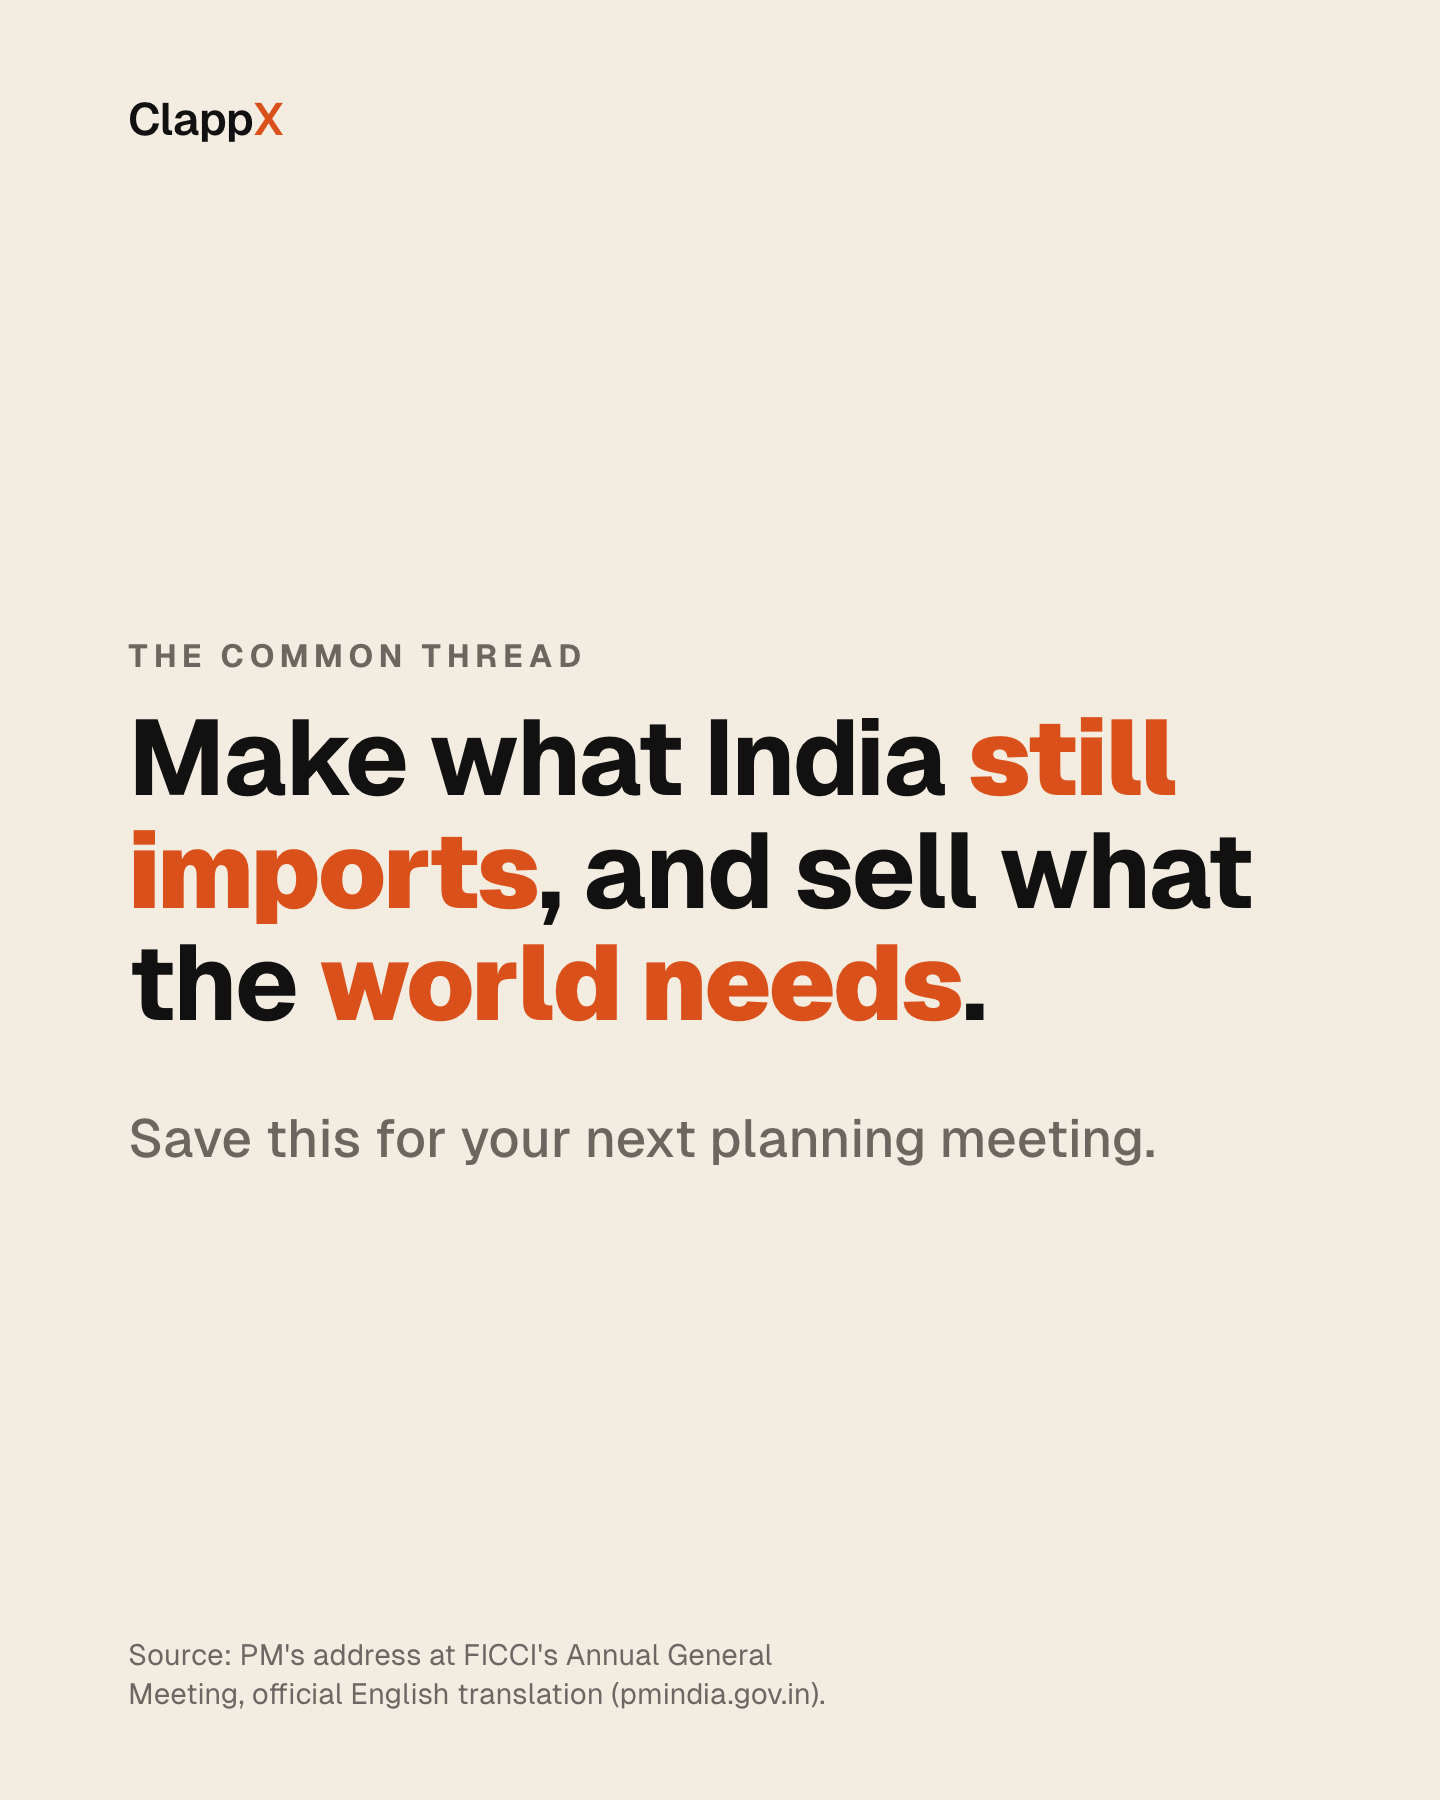 ClappX
THE COMMON THREAD
Make what India still
imports, and sell what
the world needs.
Save this for your next planning meeting.
Source: PM's address at FICCI's Annual General
Meeting, official English translation (pmindia.gov.in).